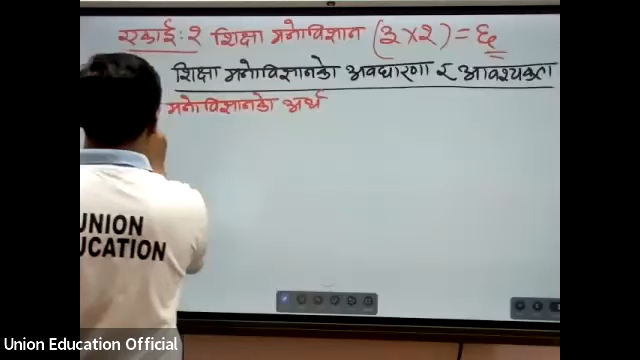 एकाई: २ शिक्षा मनोविज्ञान (३×२) = ६
शिक्षा मनोविज्ञानको अवधारणा र आवश्यकता
मनोविज्ञानको अर्थ
UNION
UCATION
Union Education Official